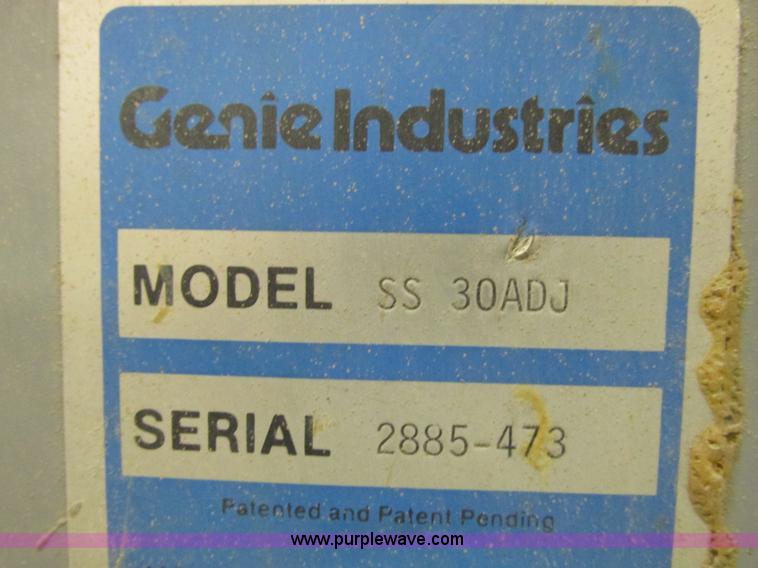 Genie Industries
MODEL SS 30ADJ
SERIAL 2885-473
Patented and Patent Pending
www.purplewave.com